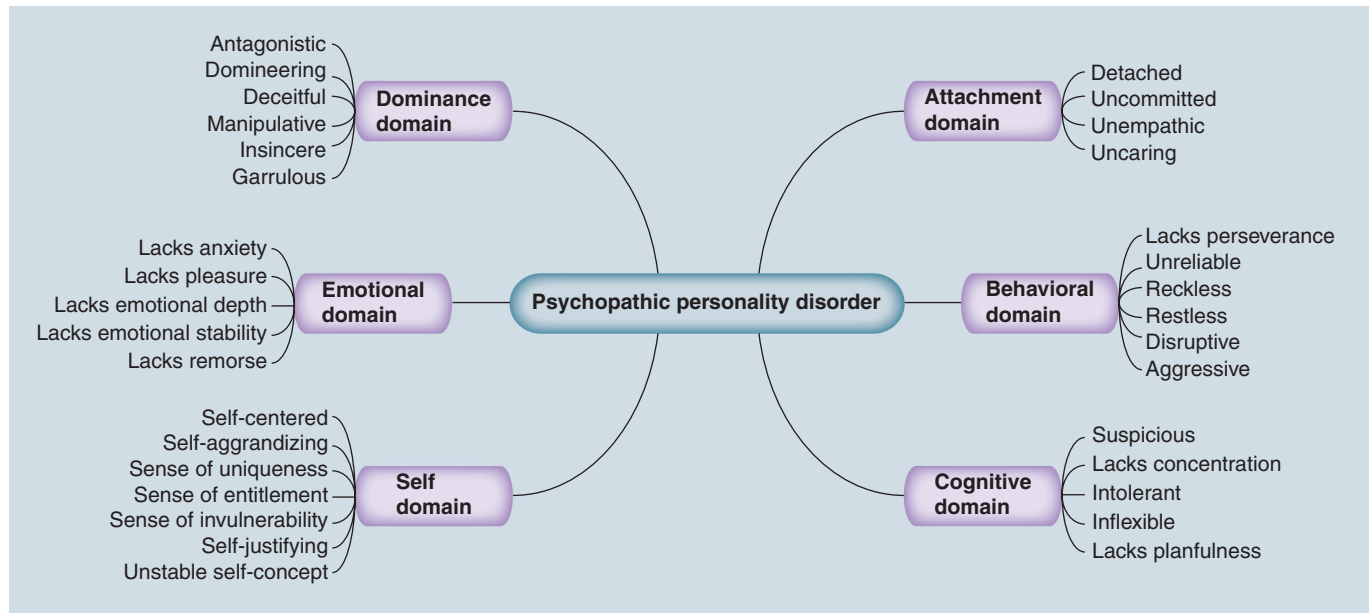 Antagonistic
Domineering
Deceitful
Manipulative
Insincere
Garrulous
Dominance
domain
Attachment
domain
Detached
Uncommitted
Unempathic
Uncaring
Lacks anxiety
Lacks pleasure
Lacks emotional depth
Lacks emotional stability
Lacks remorse
Emotional
domain
Psychopathic personality disorder
Behavioral
domain
Lacks perseverance
Unreliable
Reckless
Restless
Disruptive
Aggressive
Self-centered
Self-aggrandizing
Sense of uniqueness
Sense of entitlement
Sense of invulnerability
Self-justifying
Unstable self-concept
Self
domain
Cognitive
domain
Suspicious
Lacks concentration
Intolerant
Inflexible
Lacks planfulness